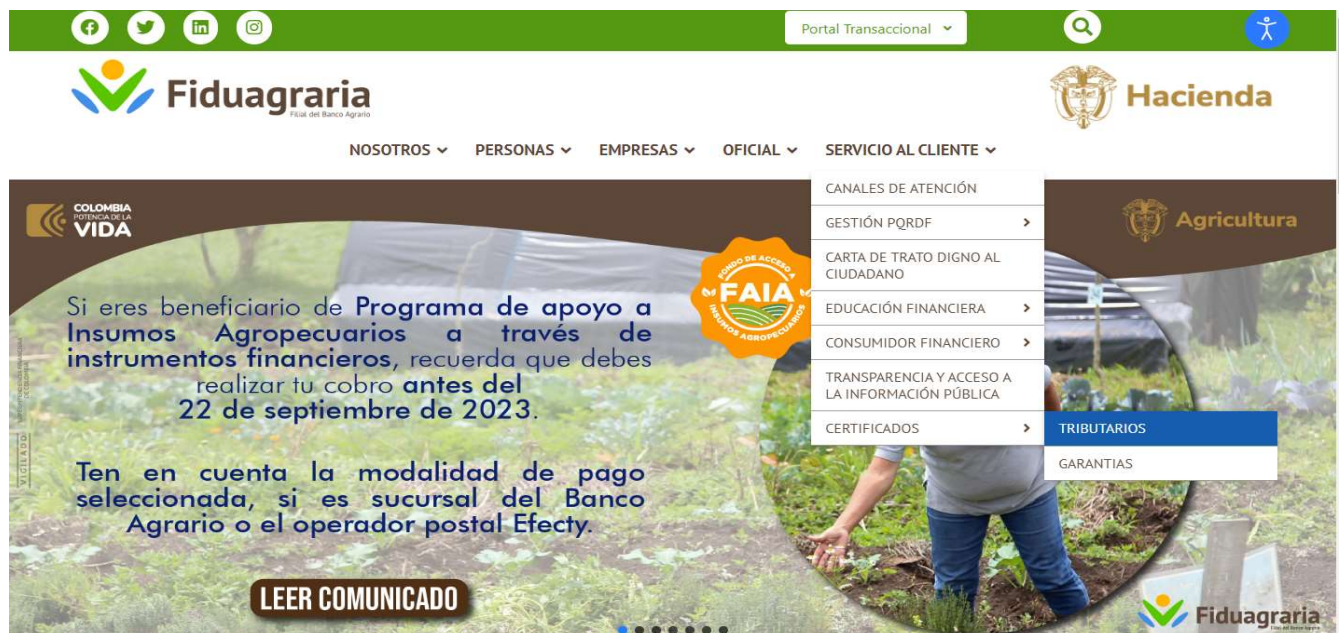 Portal Transaccional
Fiduagraria
Filial del Banco Agrario
Hacienda
NOSOTROS
PERSONAS
EMPRESAS
OFICIAL
SERVICIO AL CLIENTE
CANALES DE ATENCIÓN
GESTIÓN PQRDF
CARTA DE TRATO DIGNO AL
CIUDADANO
EDUCACIÓN FINANCIERA
CONSUMIDOR FINANCIERO
TRANSPARENCIA Y ACCESO A
LA INFORMACIÓN PÚBLICA
CERTIFICADOS
TRIBUTARIOS
GARANTIAS
COLOMBIA
POTENCIA DE LA
VIDA
Agricultura
FONDO DE ACCESO A
FAIA
INSUMOS AGROPECUARIOS
Si eres beneficiario de Programa de apoyo a
Insumos Agropecuarios a través de
instrumentos financieros, recuerda que debes
realizar tu cobro antes del
22 de septiembre de 2023.
Ten en cuenta la modalidad de pago
seleccionada, si es sucursal del Banco
Agrario o el operador postal Efecty.
LEER COMUNICADO
VIGILADO
Fiduagraria